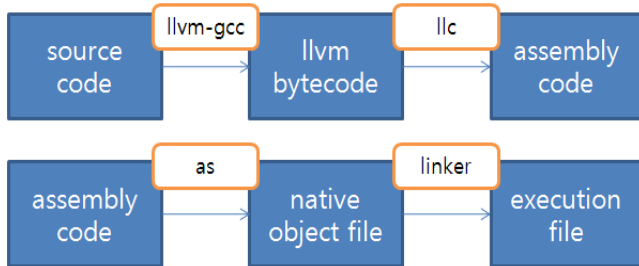 llvm-gcc
llc
source
code
llvm
bytecode
assembly
code
as
linker
assembly
code
native
object file
execution
file